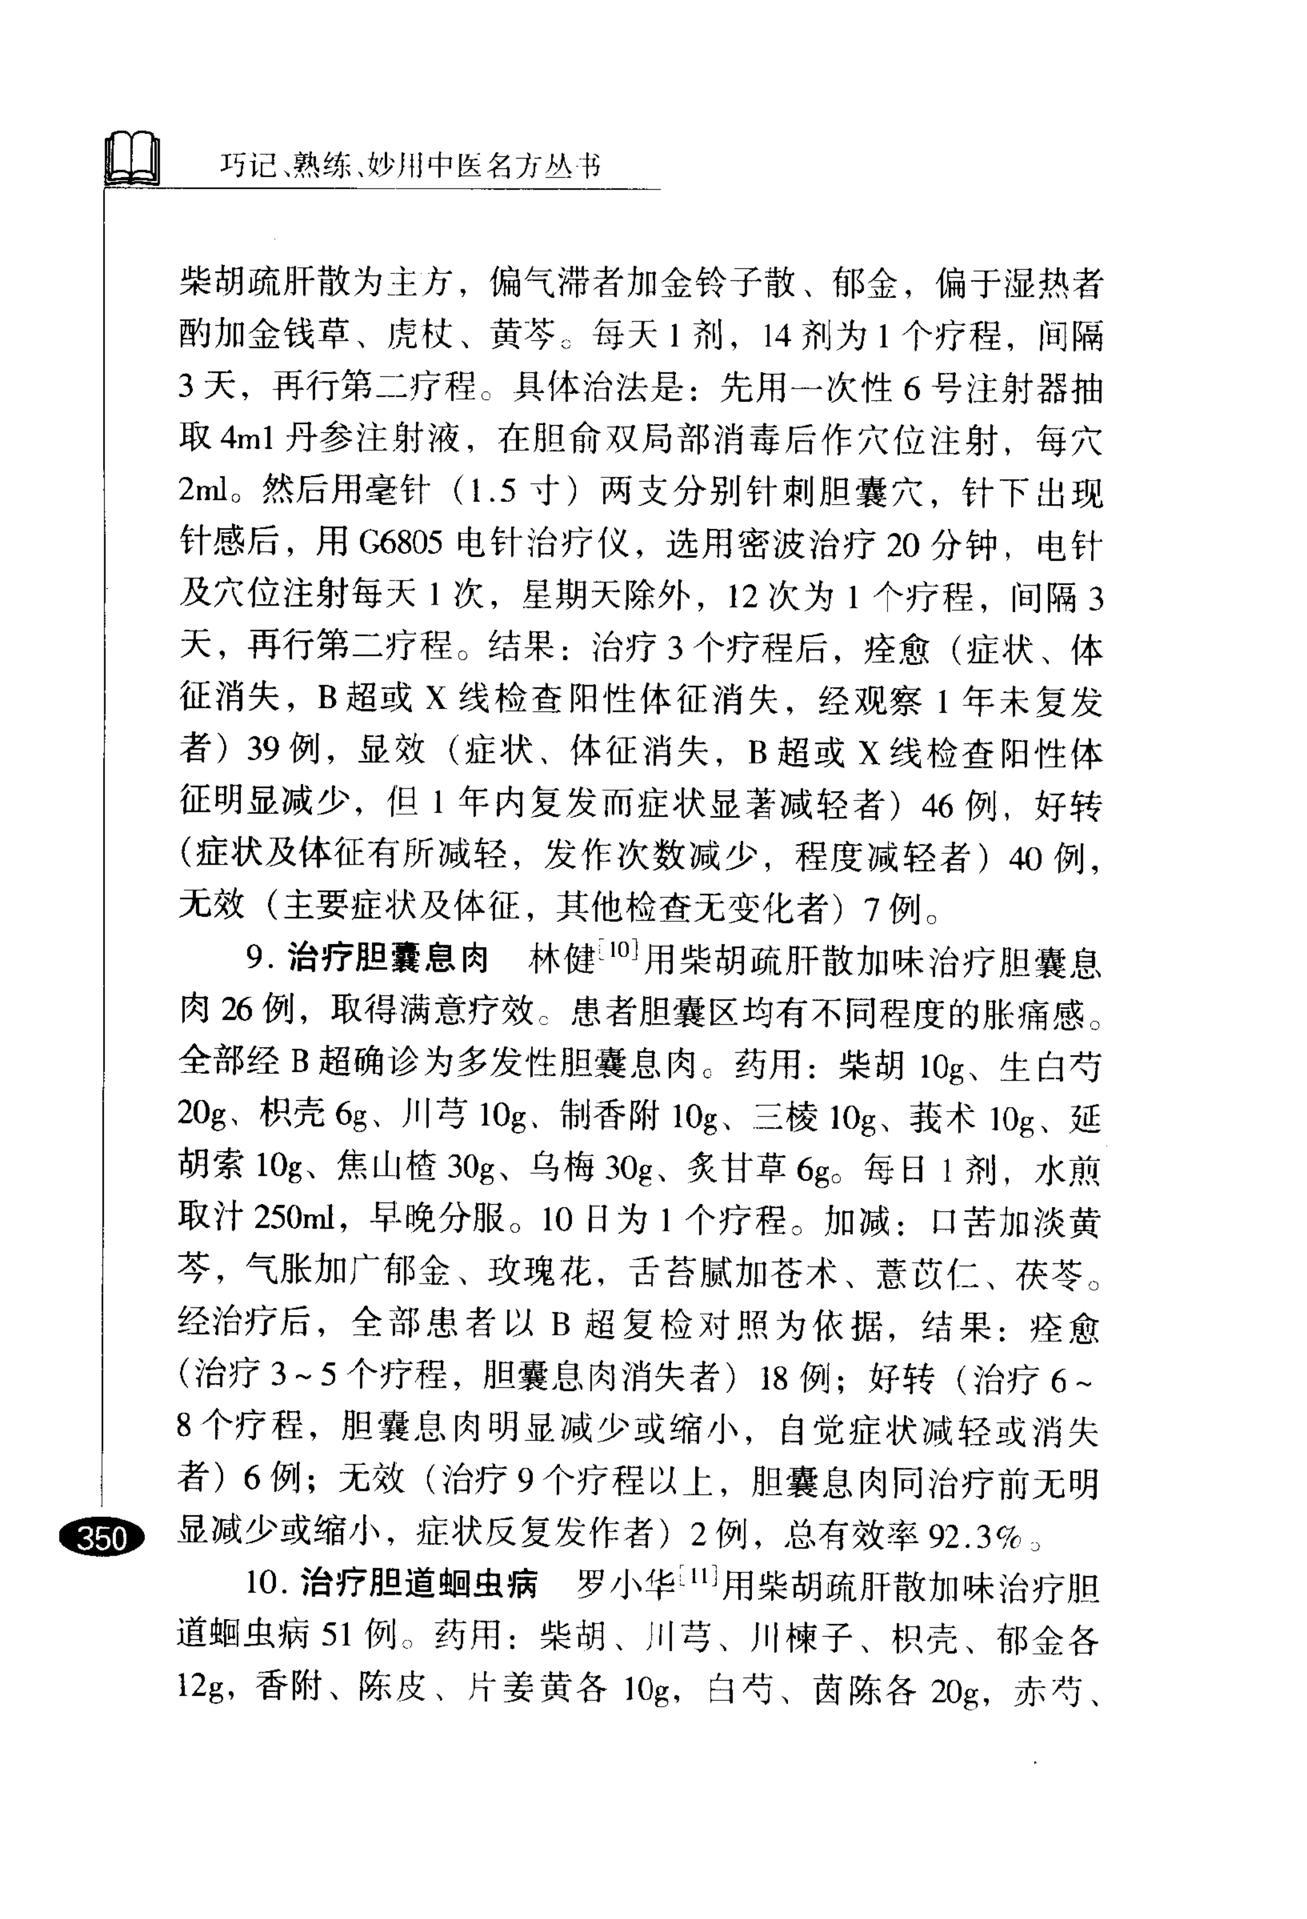 巧记、熟练、妙用中医名方丛书
柴胡疏肝散为主方，偏气滞者加金铃子散、郁金，偏于湿热者
酌加金钱草、虎杖、黄芩。每天1剂，14剂为1个疗程，间隔
3天，再行第二疗程。具体治法是：先用一次性6号注射器抽
取4ml丹参注射液，在胆俞双局部消毒后作穴位注射，每穴
2ml。然后用毫针（1.5寸）两支分别针刺胆囊穴，针下出现
针感后，用G6805电针治疗仪，选用密波治疗20分钟，电针
及穴位注射每天1次，星期天除外，12次为1个疗程，间隔3
天，再行第二疗程。结果：治疗3个疗程后，痊愈（症状、体
征消失，B超或X线检查阳性体征消失，经观察1年未复发
者）39例，显效（症状、体征消失，B超或X线检查阳性体
征明显减少，但1年内复发而症状显著减轻者）46例，好转
（症状及体征有所减轻，发作次数减少，程度减轻者）40例，
无效（主要症状及体征，其他检查无变化者）7例。
9. 治疗胆囊息肉 林健[10]用柴胡疏肝散加味治疗胆囊息
肉26例，取得满意疗效。患者胆囊区均有不同程度的胀痛感。
全部经B超确诊为多发性胆囊息肉。药用：柴胡10g、生白芍
20g、枳壳6g、川芎10g、制香附10g、三棱10g、莪术10g、延
胡索10g、焦山楂30g、乌梅30g、炙甘草6g。每日1剂，水煎
取汁250ml，早晚分服。10日为1个疗程。加减：口苦加淡黄
芩，气胀加广郁金、玫瑰花，舌苔腻加苍术、薏苡仁、茯苓。
经治疗后，全部患者以B超复检对照为依据，结果：痊愈
（治疗3~5个疗程，胆囊息肉消失者）18例；好转（治疗6~
8个疗程，胆囊息肉明显减少或缩小，自觉症状减轻或消失
者）6例；无效（治疗9个疗程以上，胆囊息肉同治疗前无明
显减少或缩小，症状反复发作者）2例，总有效率92.3%。
350
10. 治疗胆道蛔虫病 罗小华[11]用柴胡疏肝散加味治疗胆
道蛔虫病51例。药用：柴胡、川芎、川楝子、枳壳、郁金各
12g，香附、陈皮、片姜黄各10g，白芍、茵陈各20g，赤芍、